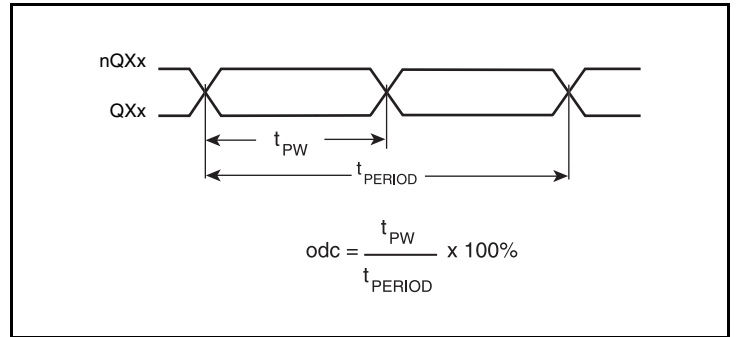 nQXx
QXx
tPW
tPERIOD
odc = tPW / tPERIOD x 100%